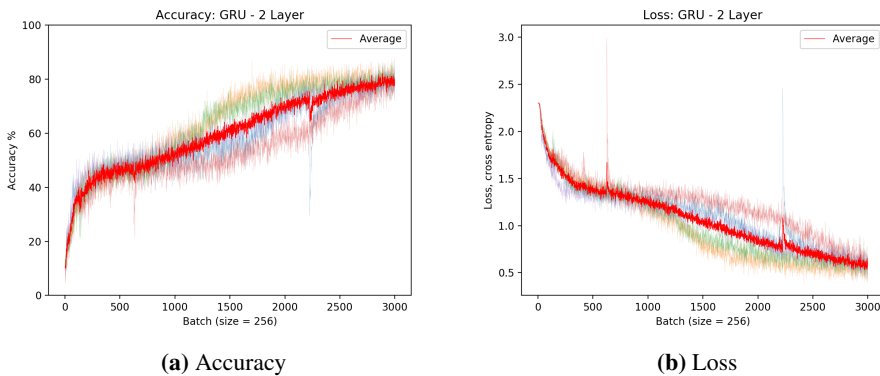 Accuracy: GRU - 2 Layer
Average
Accuracy %
100
80
60
40
20
0
0 500 1000 1500 2000 2500 3000
Batch (size = 256)
(a) Accuracy
Loss: GRU - 2 Layer
Average
Loss, cross entropy
3.0
2.5
2.0
1.5
1.0
0.5
0 500 1000 1500 2000 2500 3000
Batch (size = 256)
(b) Loss